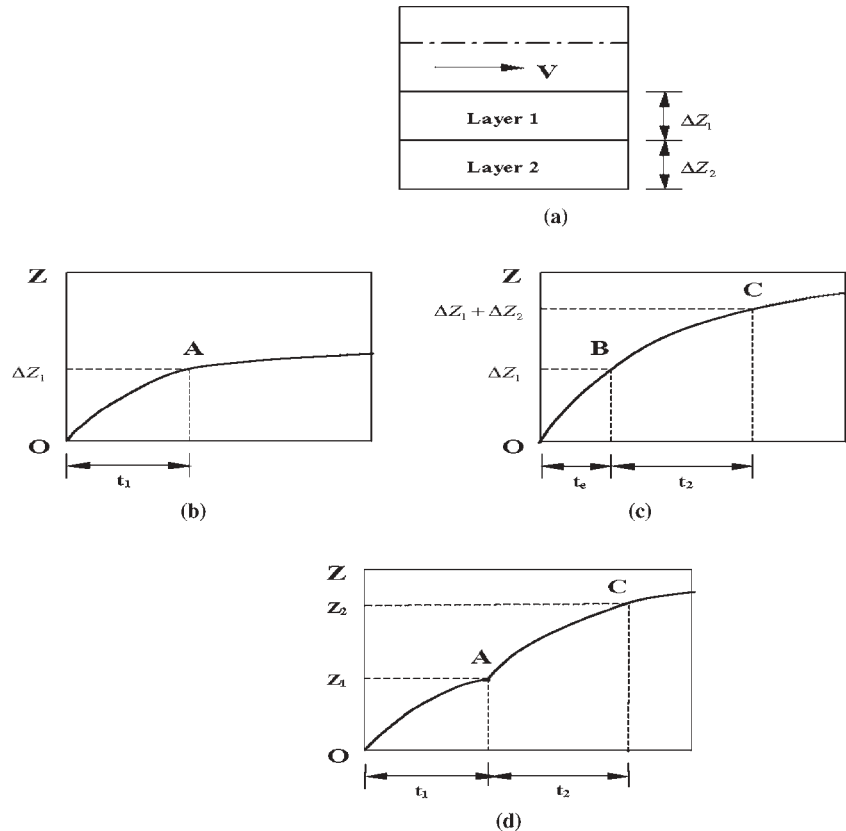 V
Layer 1
ΔZ₁
Layer 2
ΔZ₂
(a)
Z
A
ΔZ₁
O
t₁
(b)
Z
C
ΔZ₁ + ΔZ₂
B
ΔZ₁
O
tₑ
t₂
(c)
Z
C
Z₂
A
Z₁
O
t₁
t₂
(d)